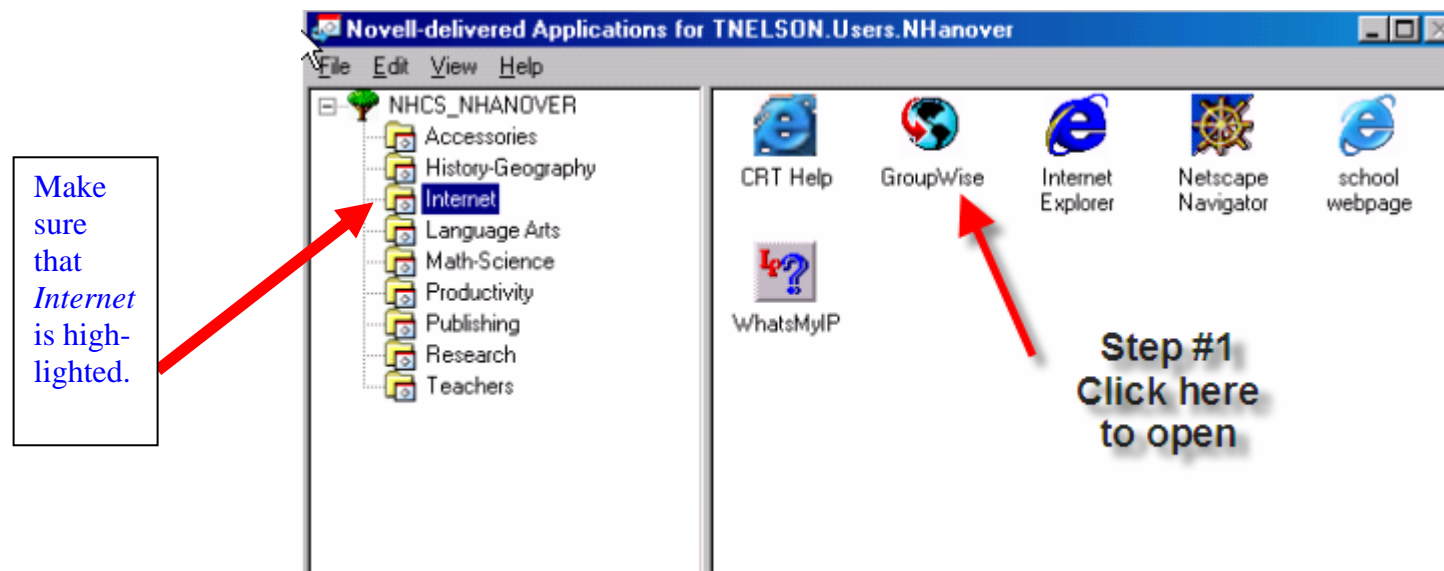 Novell-delivered Applications for TNELSON.Users.NHanover
File Edit View Help
NHCS_NHANOVER
Accessories
History-Geography
Internet
Language Arts
Math-Science
Productivity
Publishing
Research
Teachers
CRT Help
GroupWise
Internet
Explorer
Netscape
Navigator
school
webpage
WhatsMyIP
Make
sure
that
Internet
is high-
lighted.
Step #1
Click here
to open